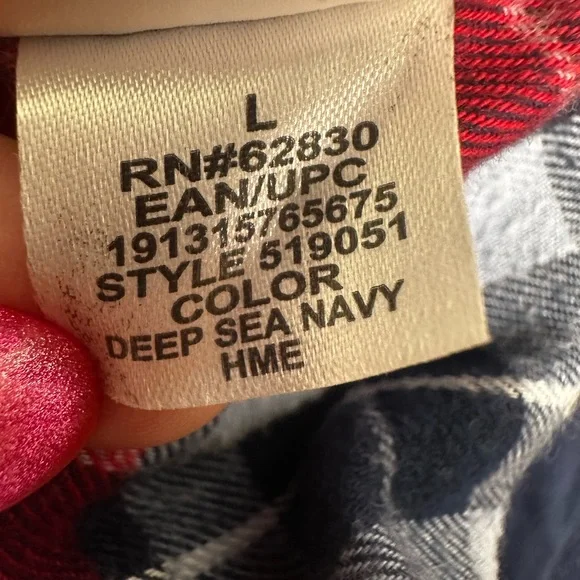 L
RN#62830
EAN/UPC
191315765675
STYLE 519051
COLOR
DEEP SEA NAVY
HME